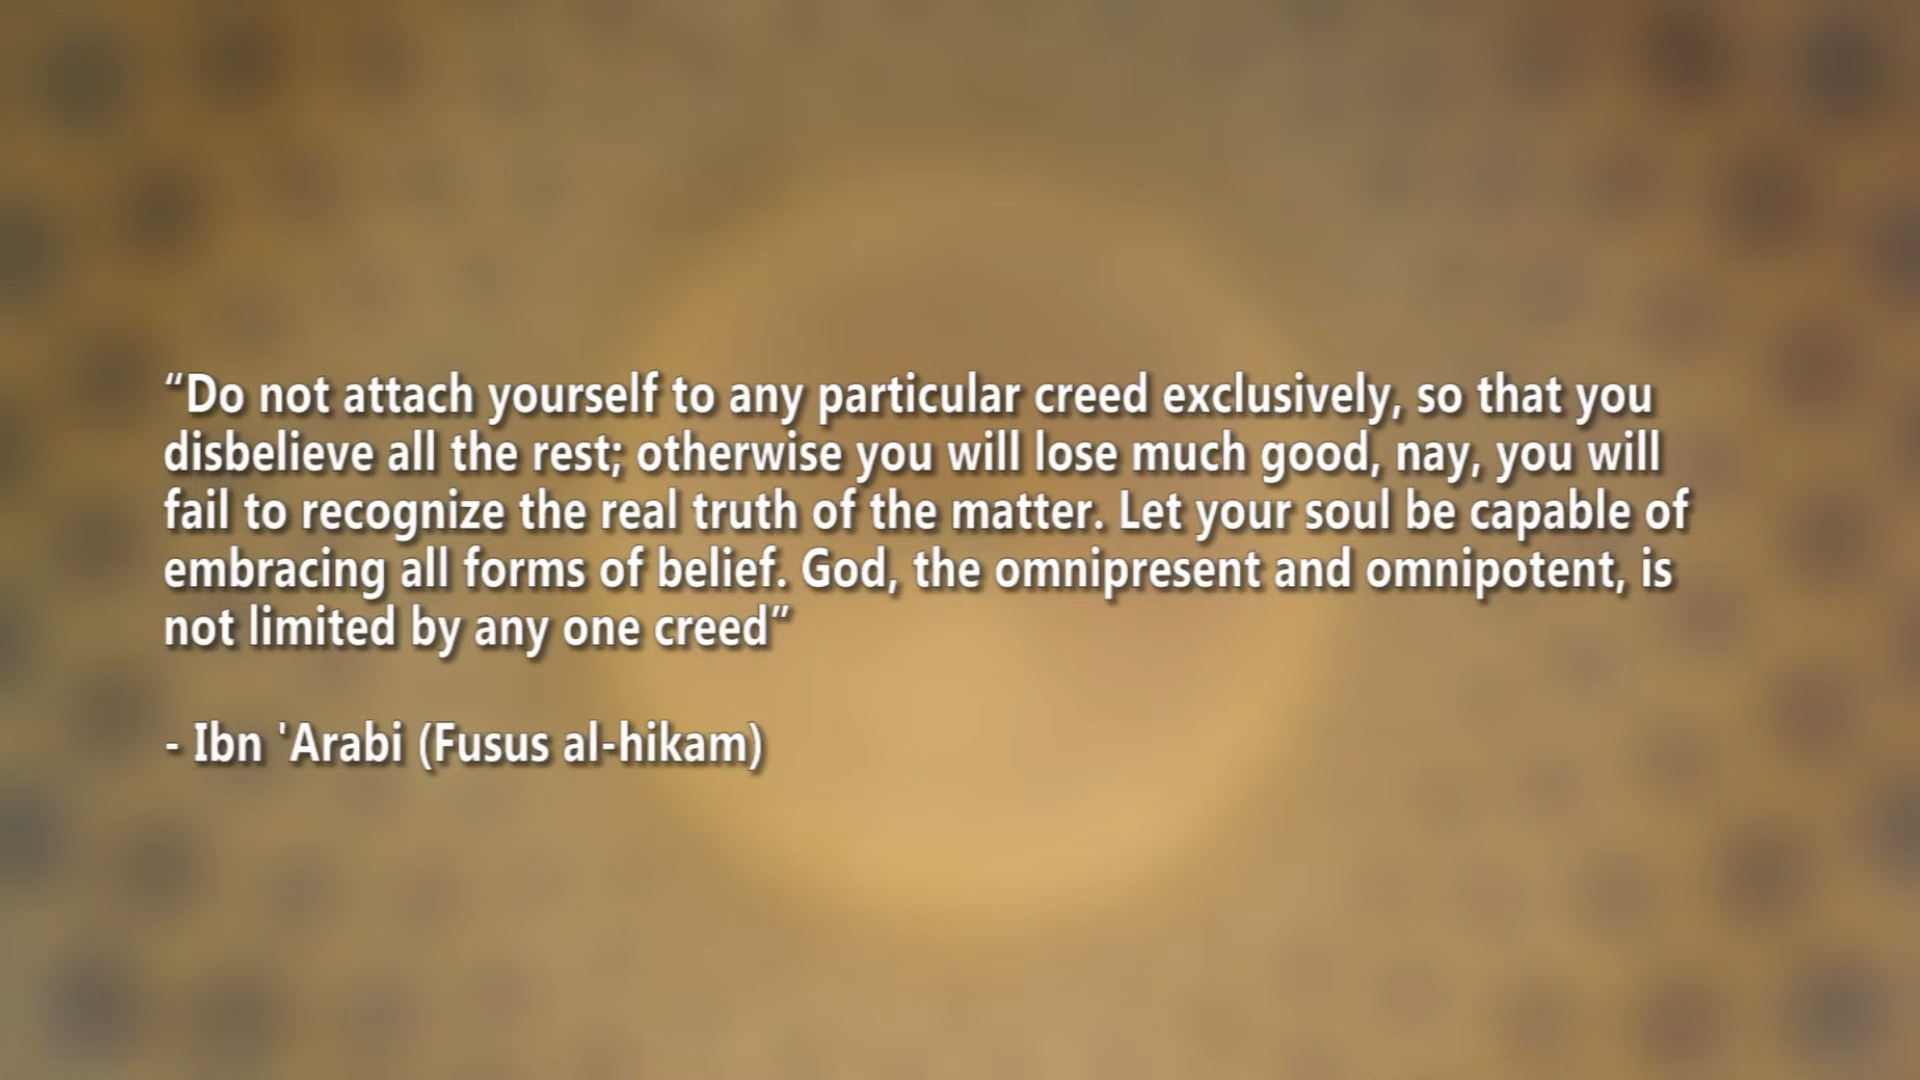 “Do not attach yourself to any particular creed exclusively, so that you
disbelieve all the rest; otherwise you will lose much good, nay, you will
fail to recognize the real truth of the matter. Let your soul be capable of
embracing all forms of belief. God, the omnipresent and omnipotent, is
not limited by any one creed”
- Ibn 'Arabi (Fusus al-hikam)